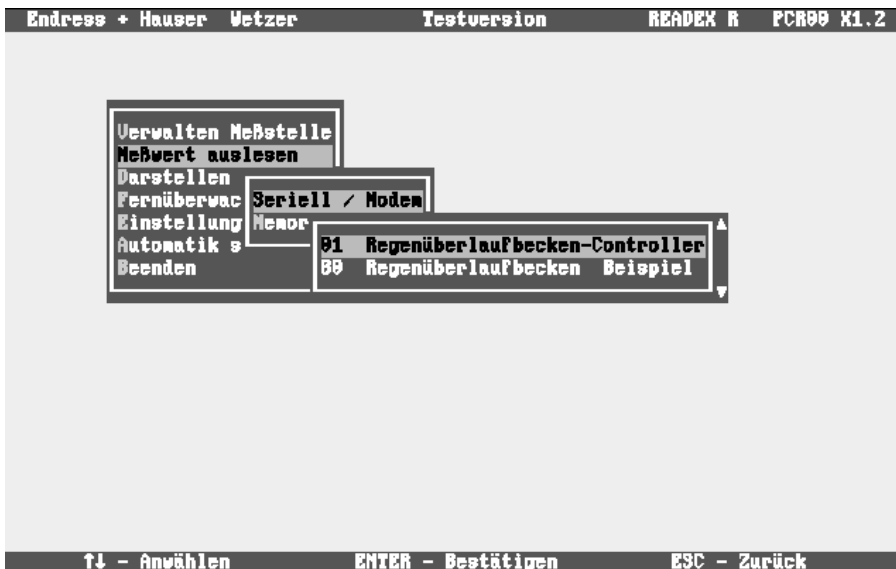 Endress + Hauser Wetzer Testversion READEX R PCR00 X1.2
Verwalten Meßstelle
Meßwert auslesen
Darstellen
Fernüberwac
Einstellung
Automatik s
Beenden
Seriell / Modem
Memor
01 Regenüberlaufbecken-Controller
80 Regenüberlaufbecken Beispiel
↑↓ - Anwählen ENTER - Bestätigen ESC - Zurück